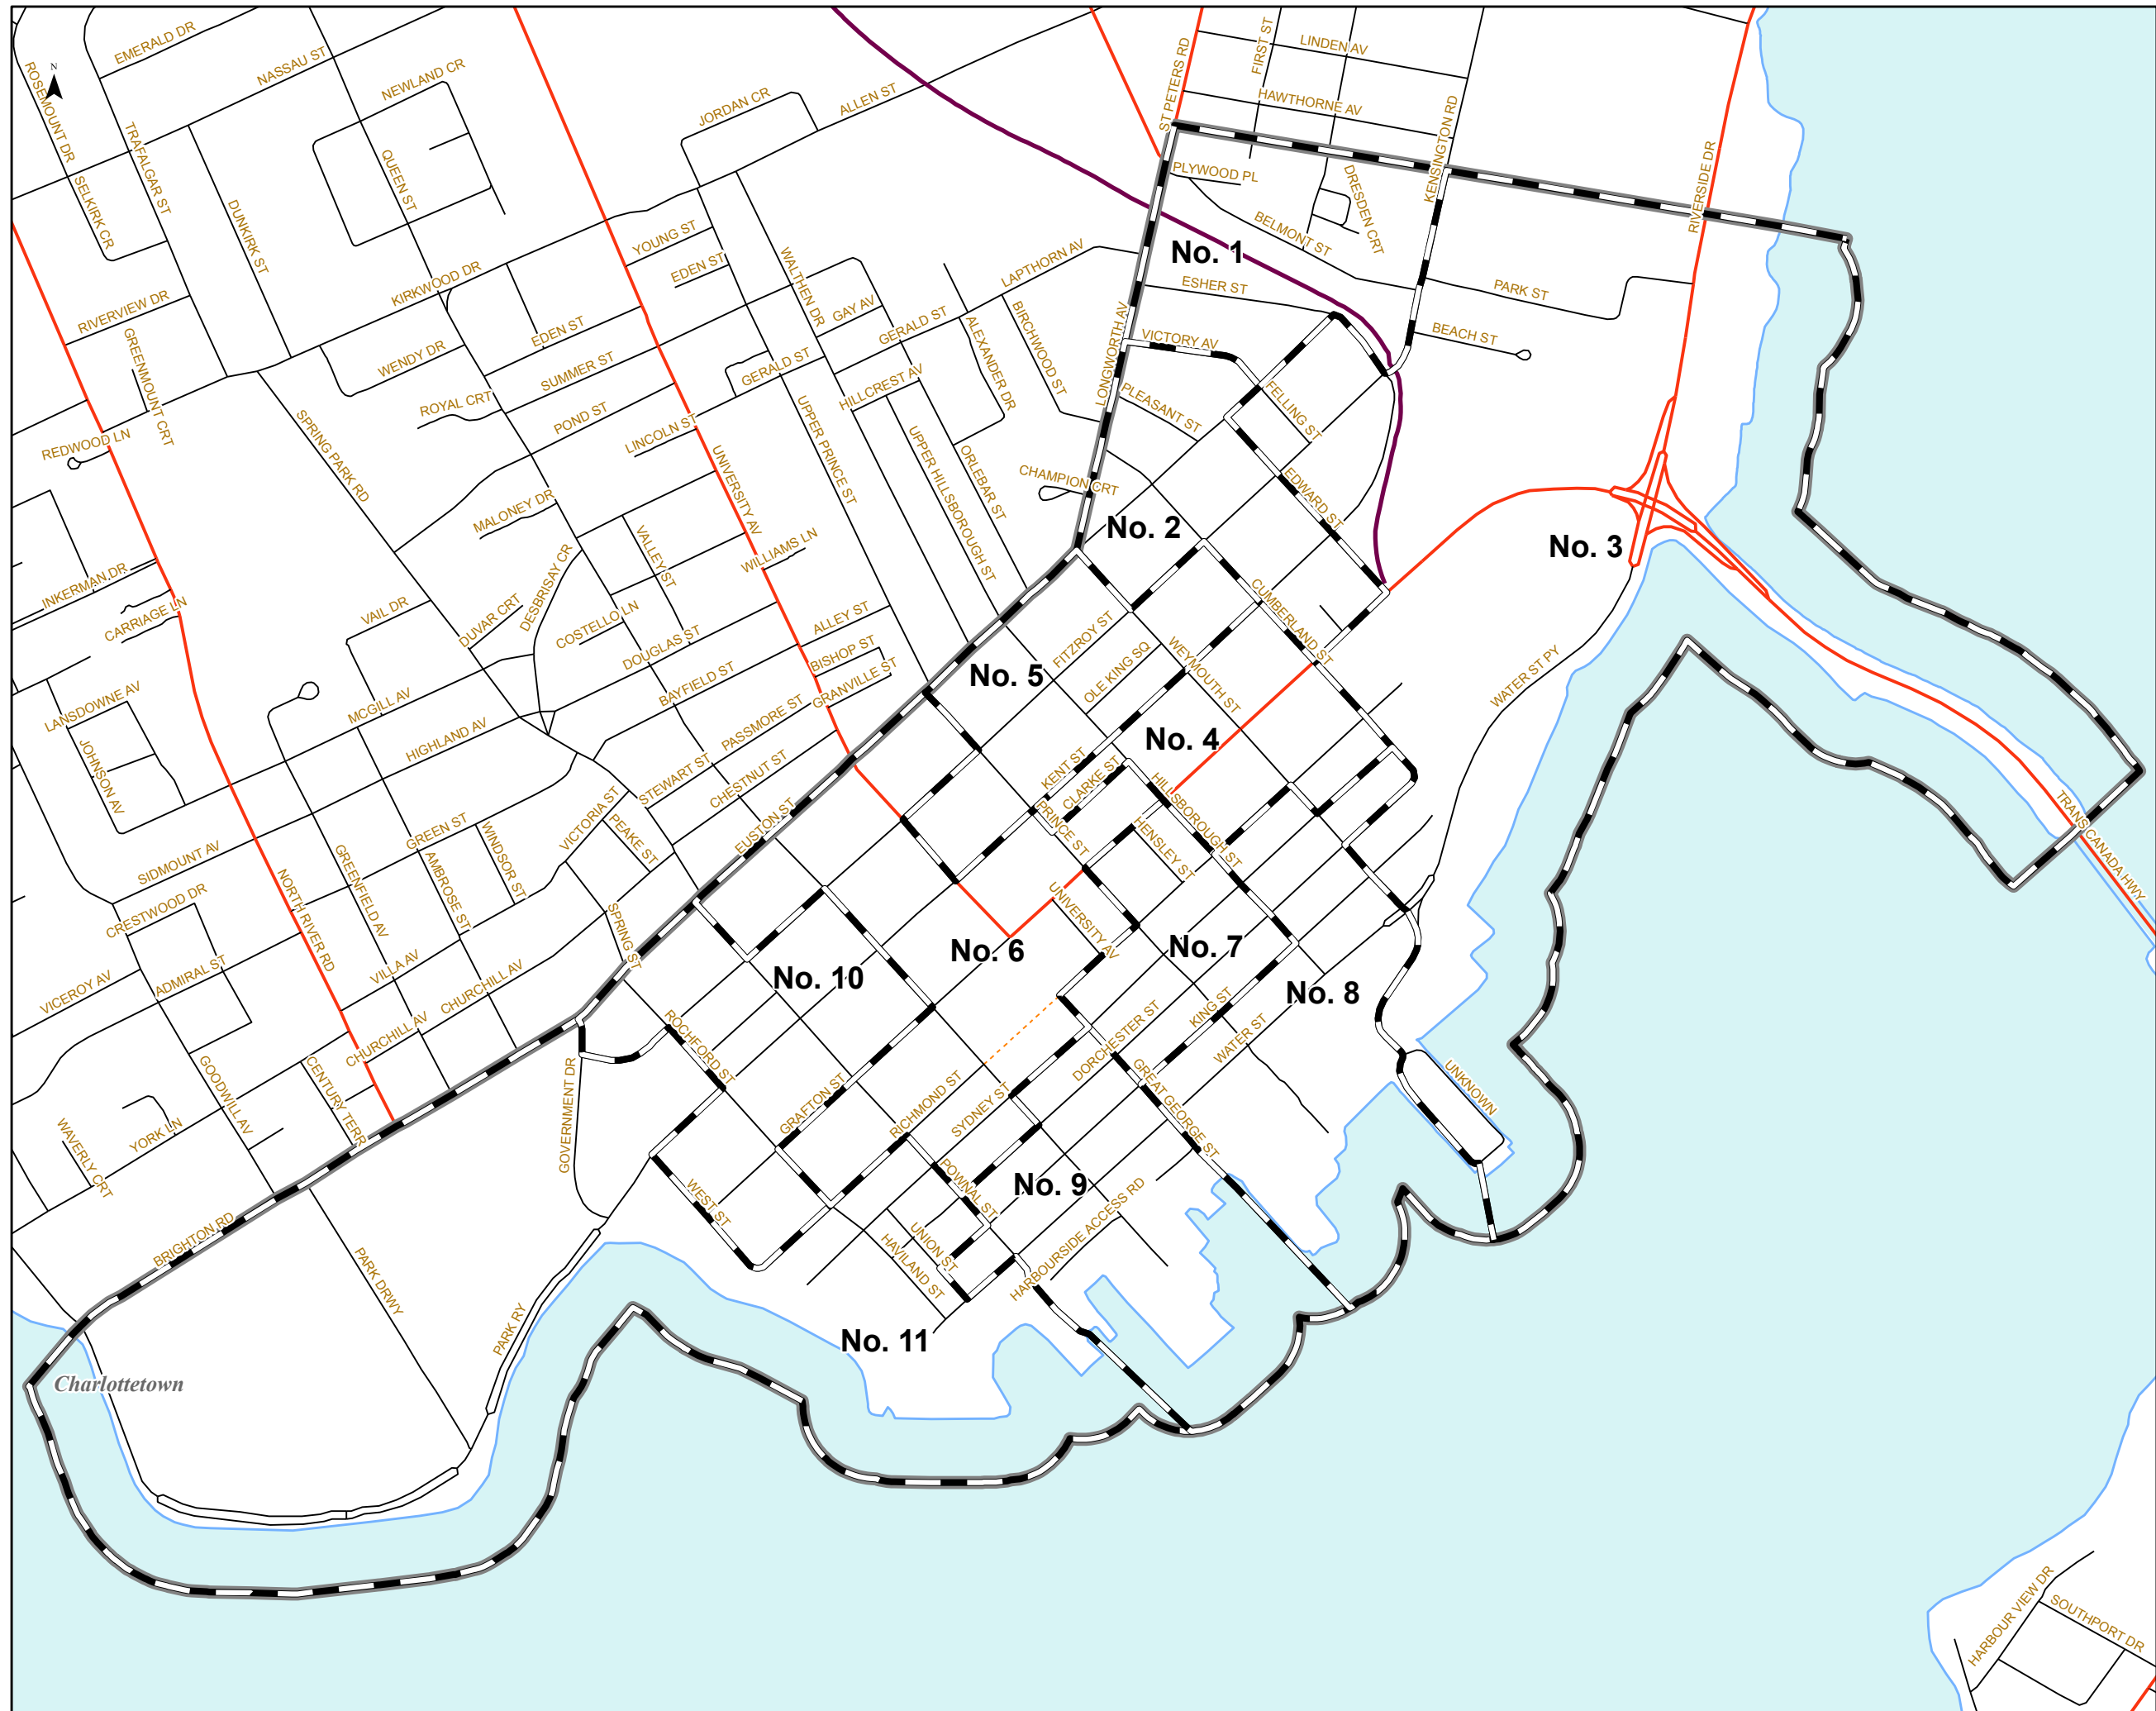 EMERALD DR
NASSAU ST
ROSEMOUNT DR
N
NEWLAND CR
TRAFALGAR ST
SELKIRK CR
DUNKIRK ST
QUEEN ST
JORDAN CR
ALLEN ST
ST PETERS RD
FIRST ST
LINDEN AV
HAWTHORNE AV
KENSINGTON RD
RIVERSIDE DR
PLYWOOD PL
DRESDEN CRT
BELMONT ST
No. 1
ESHER ST
PARK ST
BEACH ST
VICTORY AV
LONGWORTH AV
PLEASANT ST
FELLING ST
EDWARD ST
YOUNG ST
EDEN ST
WALTHEN DR
LAPTHORN AV
KIRKWOOD DR
RIVERVIEW DR
GREENMOUNT CRT
EDEN ST
WENDY DR
SUMMER ST
GAY AV
GERALD ST
GERALD ST
ALEXANDER DR
BIRCHWOOD ST
HILLCREST AV
ROYAL CRT
POND ST
LINCOLN ST
UPPER PRINCE ST
UPPER HILLSBOROUGH ST
ORLEBAR ST
CHAMPION CRT
REDWOOD LN
SPRING PARK RD
UNIVERSITY AV
MALONEY DR
VALLEY ST
WILLIAMS LN
DESBRISAY CR
No. 2
No. 3
INKERMAN DR
CARRIAGE LN
VAIL DR
DUVAR CRT
COSTELLO LN
DOUGLAS ST
ALLEY ST
BISHOP ST
GRANVILLE ST
BAYFIELD ST
PASSMORE ST
STEWART ST
CHESTNUT ST
CUMBERLAND ST
FITZROY ST
OLE KING SQ
WEYMOUTH ST
WATER ST PY
No. 5
No. 4
LANSDOWNE AV
JOHNSON AV
MCGILL AV
HIGHLAND AV
KENT ST
CLARKE ST
HILLSBOROUGH ST
PRINCE ST
HENSLEY ST
TRANS CANADA HWY
SIDMOUNT AV
CRESTWOOD DR
GREEN ST
WINDSOR ST
VICTORIA ST
PEAKE ST
EUSTON ST
GREENFIELD AV
AMBROSE ST
NORTH RIVER RD
SPRING ST
UNIVERSITY AV
No. 6
No. 7
No. 8
No. 10
VICEROY AV
ADMIRAL ST
VILLA AV
CHURCHILL AV
CHURCHILL AV
ROCHFORD ST
KING ST
DORCHESTER ST
WATER ST
GREAT GEORGE ST
UNKNOWN
GOODWILL AV
CENTURY TERR
GOVERNMENT DR
GRAFTON ST
RICHMOND ST
SYDNEY ST
WAVERLY CRT
YORK LN
WEST ST
POWNAL ST
No. 9
UNION ST
HAVILAND ST
HARBOURSIDE ACCESS RD
BRIGHTON RD
PARK DRWY
PARK RY
No. 11
Charlottetown
HARBOUR VIEW DR
SOUTHPORT DR